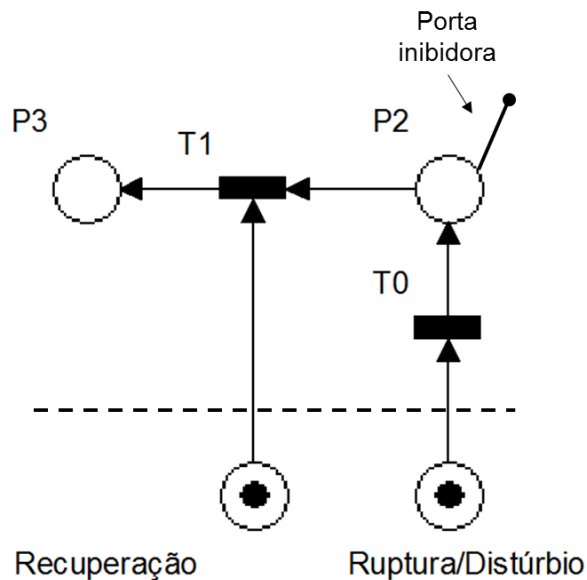 Porta
inibidora
P3
T1
P2
T0
Recuperação
Ruptura/Distúrbio